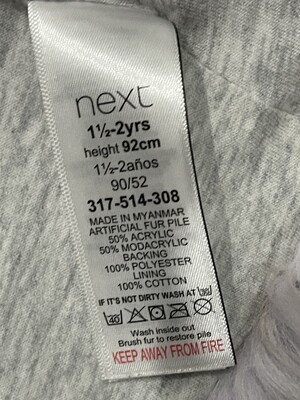 next
1½-2yrs
height 92cm
1½-2años
90/52
317-514-308
MADE IN MYANMAR
ARTIFICIAL FUR PILE
50% ACRYLIC
50% MODACRYLIC
BACKING
100% POLYESTER
LINING
100% COTTON
IF IT'S NOT DIRTY WASH AT 30
40
Wash inside out
Brush fur to restore pile
KEEP AWAY FROM FIRE